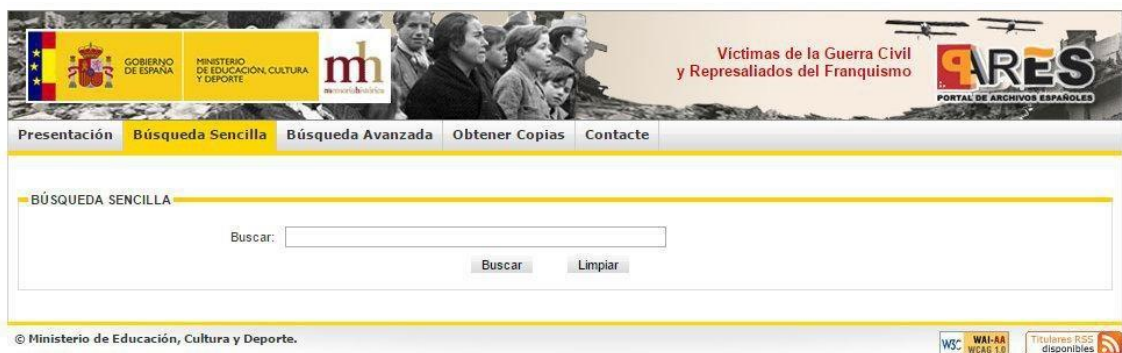 GOBIERNO
DE ESPAÑA
MINISTERIO
DE EDUCACIÓN, CULTURA
Y DEPORTE
mh
memoriahistórica
Víctimas de la Guerra Civil
y Represaliados del Franquismo
PARES
PORTAL DE ARCHIVOS ESPAÑOLES
Presentación Búsqueda Sencilla Búsqueda Avanzada Obtener Copias Contacte
BÚSQUEDA SENCILLA
Buscar:
Buscar Limpiar
© Ministerio de Educación, Cultura y Deporte.
W3C WAI-AA
WCAG 1.0
Titulares RSS
disponibles